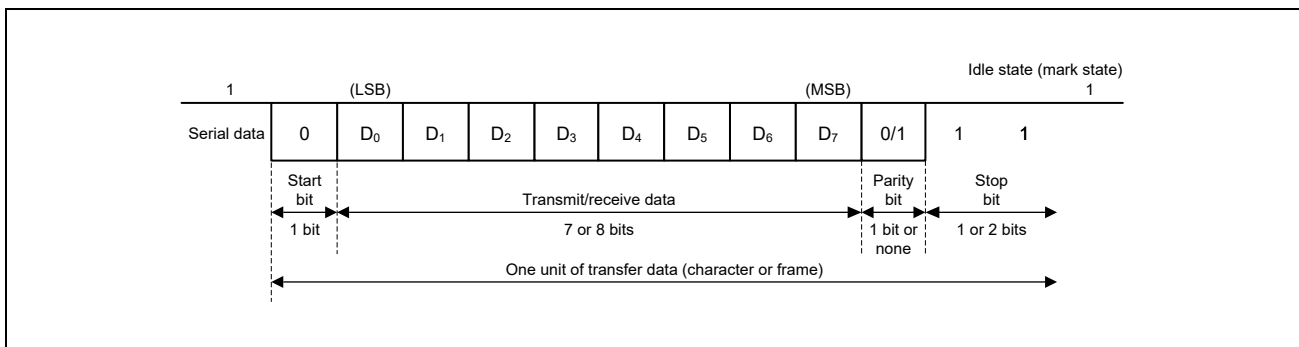 Idle state (mark state)
1 (LSB) (MSB) 1
Serial data 0 D₀ D₁ D₂ D₃ D₄ D₅ D₆ D₇ 0/1 1 1
Start bit Transmit/receive data Parity bit Stop bit
1 bit 7 or 8 bits 1 bit or none 1 or 2 bits
One unit of transfer data (character or frame)